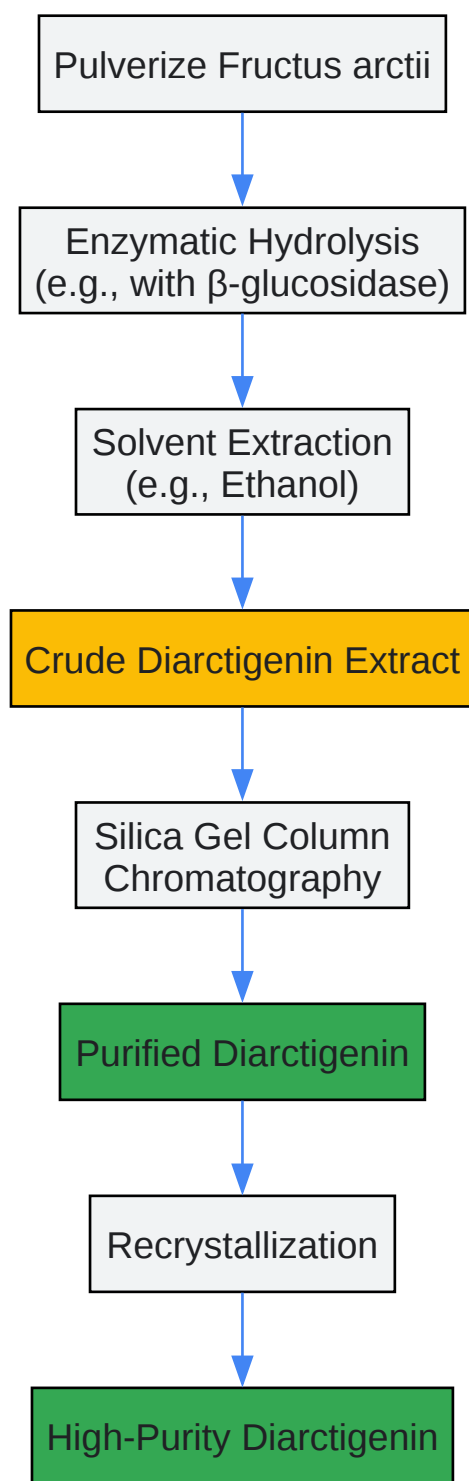 Pulverize Fructus arctii
Enzymatic Hydrolysis
(e.g., with β-glucosidase)
Solvent Extraction
(e.g., Ethanol)
Crude Diarctigenin Extract
Silica Gel Column
Chromatography
Purified Diarctigenin
Recrystallization
High-Purity Diarctigenin